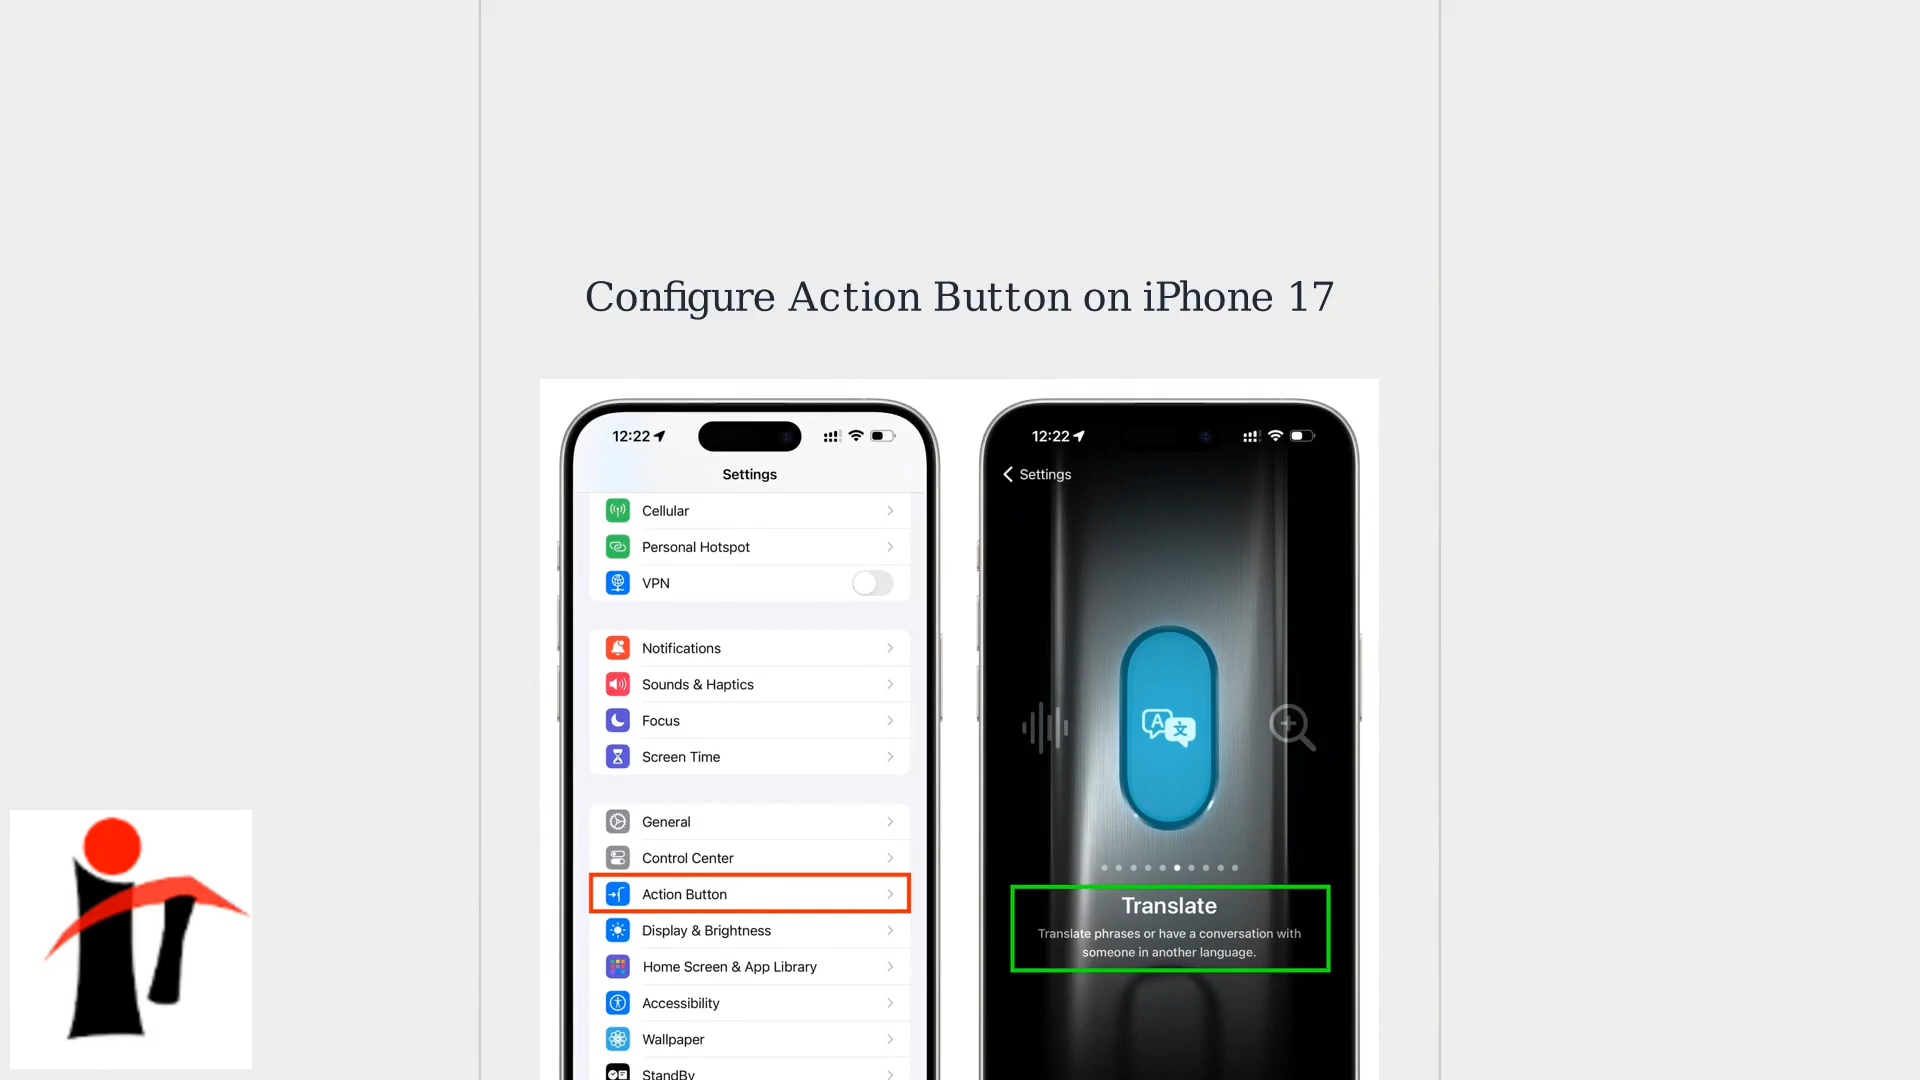 Configure Action Button on iPhone 17
12:22
Settings
Cellular
Personal Hotspot
VPN
Notifications
Sounds & Haptics
Focus
Screen Time
General
Control Center
Action Button
Display & Brightness
Home Screen & App Library
Accessibility
Wallpaper
StandBy
12:22
Settings
A 文
Translate
Translate phrases or have a conversation with
someone in another language.